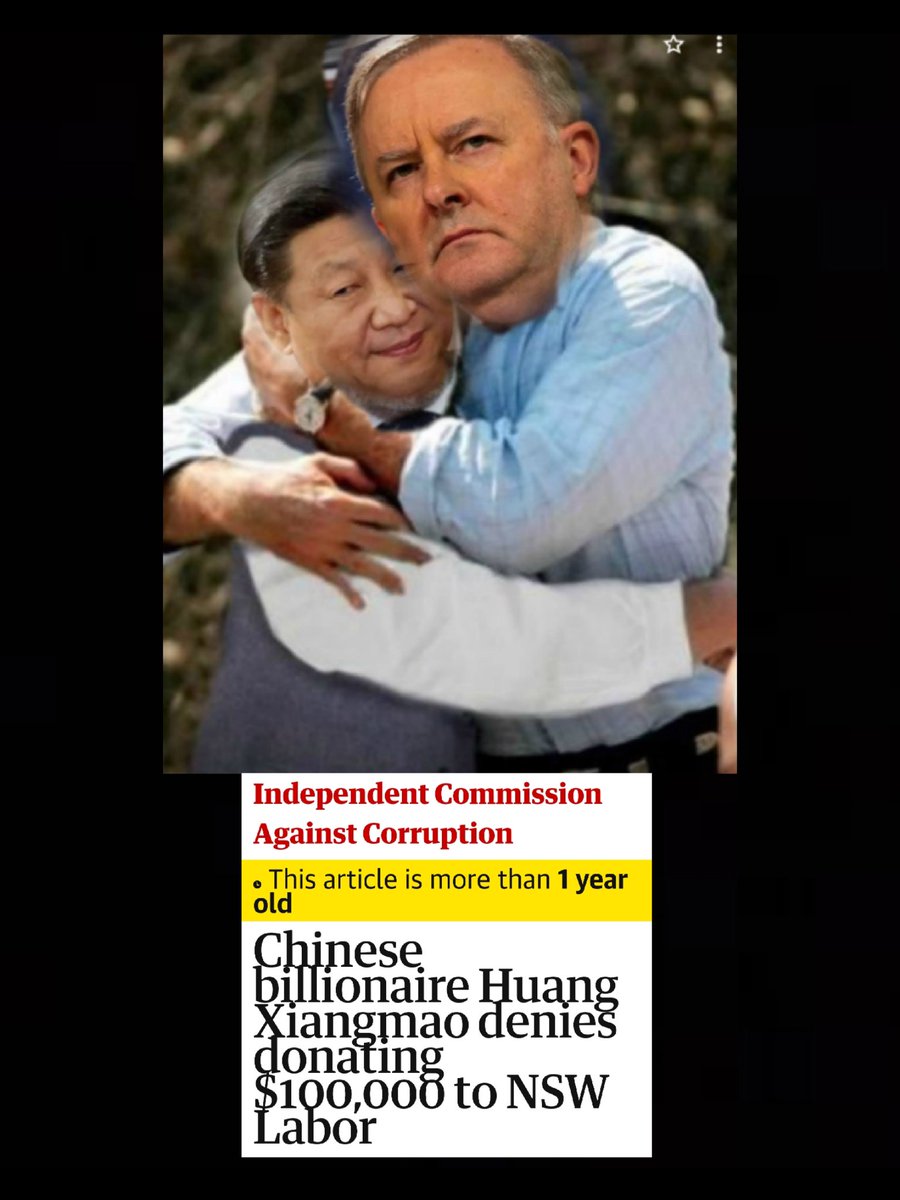 Independent Commission
Against Corruption
This article is more than 1 year
old
Chinese
billionaire Huang
Xiangmao denies
donating
$100,000 to NSW
Labor